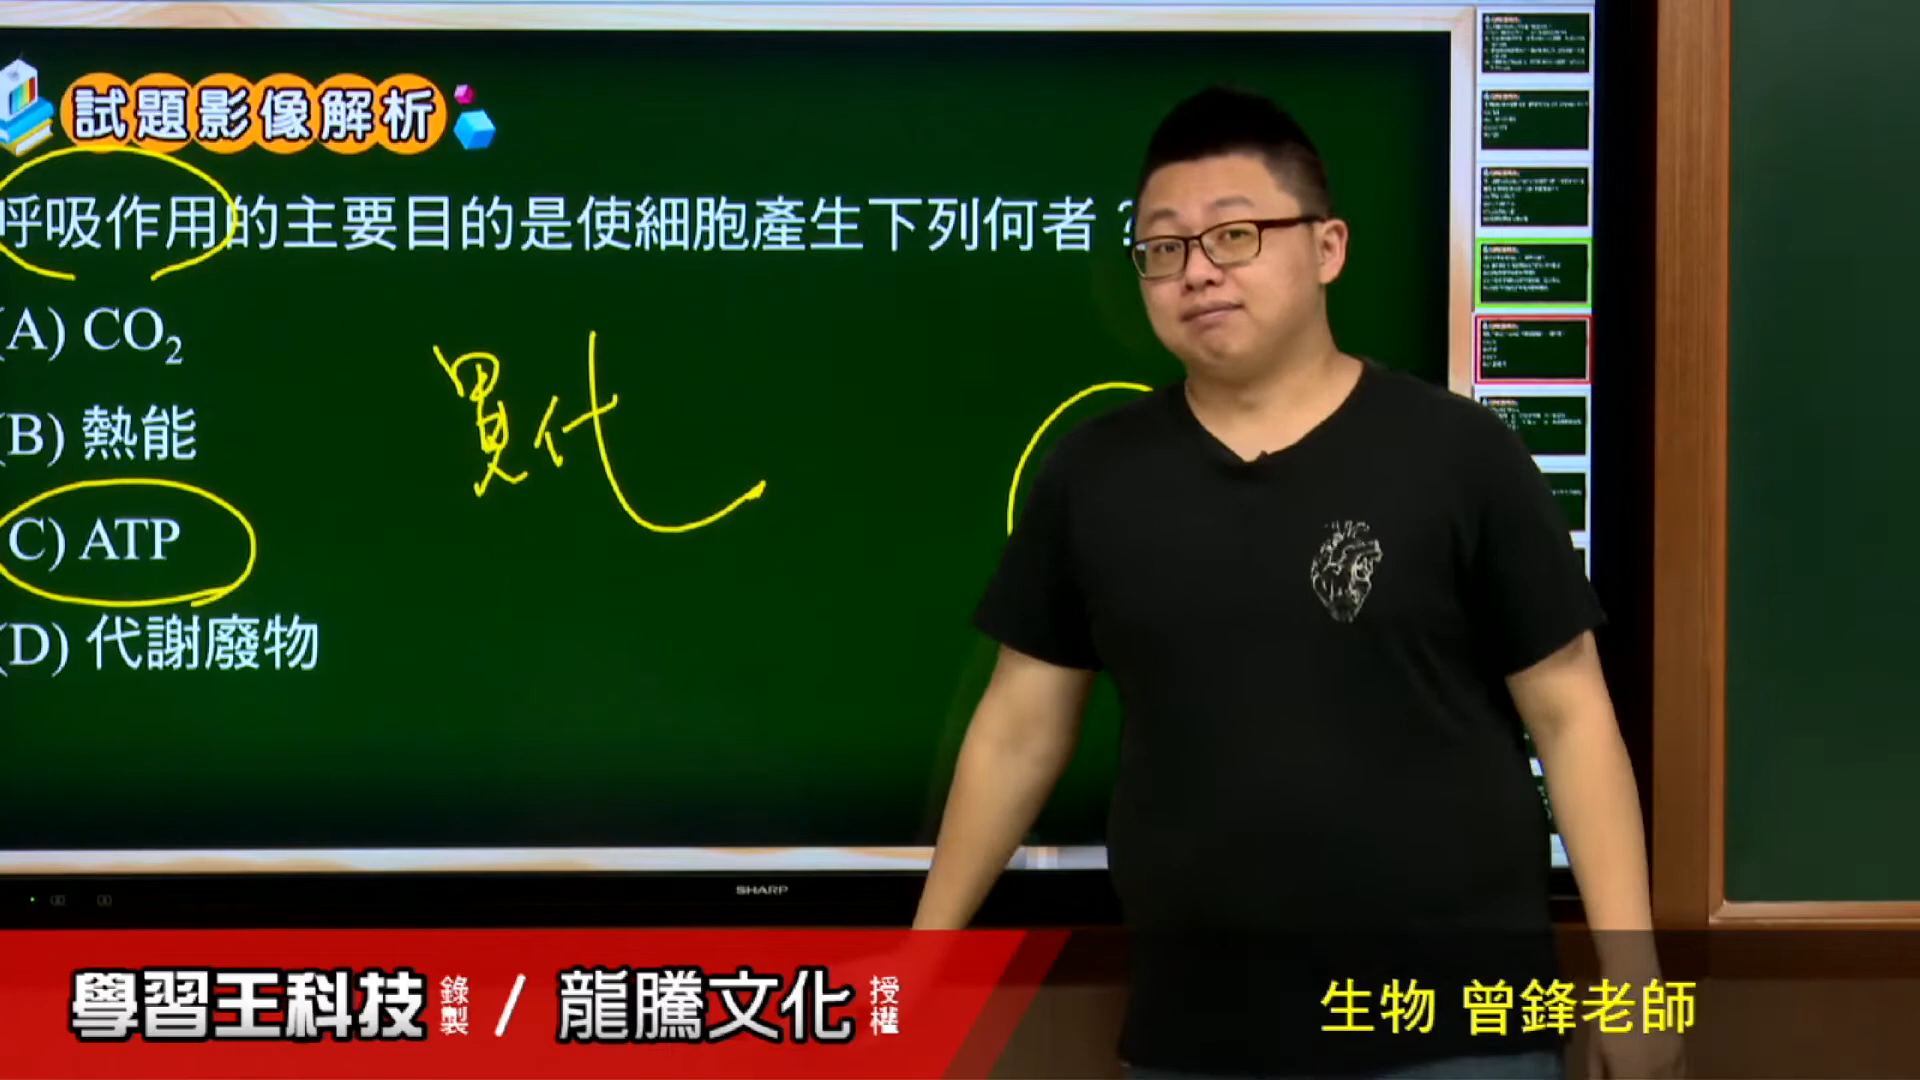 試題影像解析
呼吸作用的主要目的是使細胞產生下列何者?
(A) CO₂
(B) 熱能
(C) ATP
(D) 代謝廢物
SHARP
學習王科技 錄製 / 龍騰文化 授權
生物 曾鋒老師